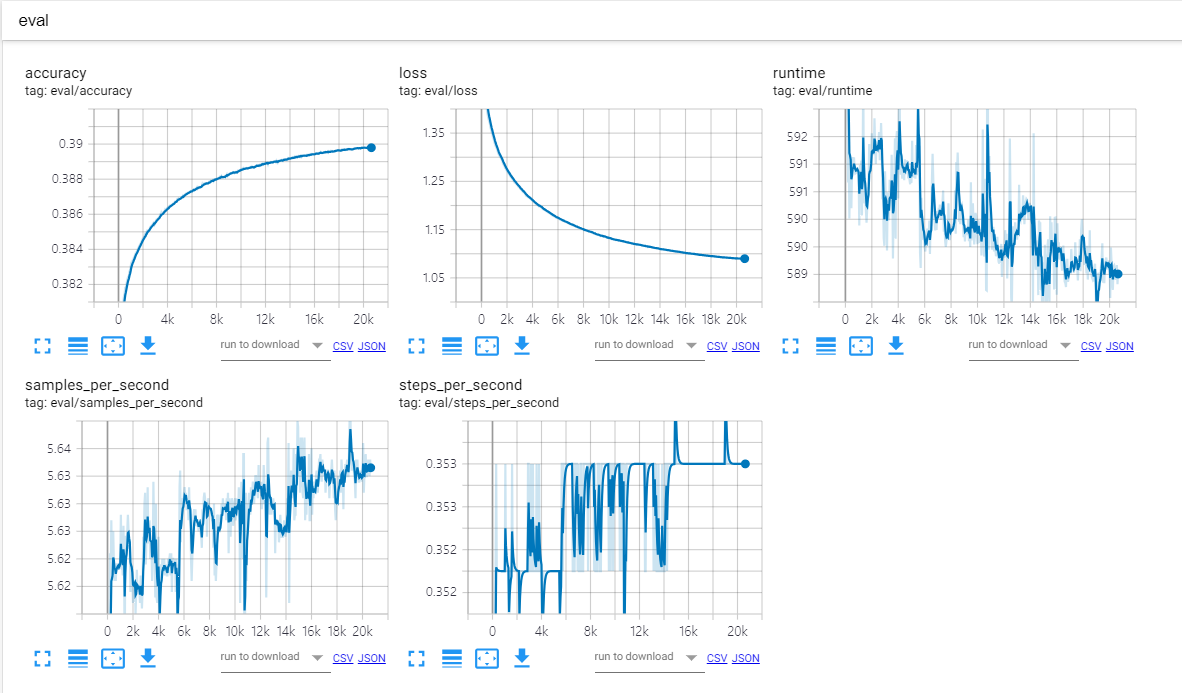 eval
accuracy
tag: eval/accuracy
0.39
0.388
0.386
0.384
0.382
0 4k 8k 12k 16k 20k
run to download CSV JSON
loss
tag: eval/loss
1.35
1.25
1.15
1.05
0 2k 4k 6k 8k 10k 12k 14k 16k 18k 20k
run to download CSV JSON
runtime
tag: eval/runtime
592
591
591
590
590
589
0 2k 4k 6k 8k 10k 12k 14k 16k 18k 20k
run to download CSV JSON
samples_per_second
tag: eval/samples_per_second
5.64
5.63
5.63
5.63
5.62
5.62
0 2k 4k 6k 8k 10k 12k 14k 16k 18k 20k
run to download CSV JSON
steps_per_second
tag: eval/steps_per_second
0.353
0.353
0.352
0.352
0 4k 8k 12k 16k 20k
run to download CSV JSON